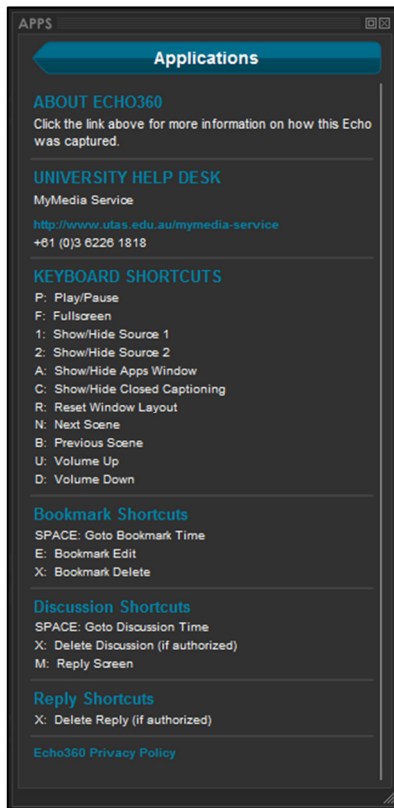 APPS
Applications
ABOUT ECHO360
Click the link above for more information on how this Echo
was captured.
UNIVERSITY HELP DESK
MyMedia Service
http://www.utas.edu.au/mymedia-service
+61 (0)3 6226 1818
KEYBOARD SHORTCUTS
P: Play/Pause
F: Fullscreen
1: Show/Hide Source 1
2: Show/Hide Source 2
A: Show/Hide Apps Window
C: Show/Hide Closed Captioning
R: Reset Window Layout
N: Next Scene
B: Previous Scene
U: Volume Up
D: Volume Down
Bookmark Shortcuts
SPACE: Goto Bookmark Time
E: Bookmark Edit
X: Bookmark Delete
Discussion Shortcuts
SPACE: Goto Discussion Time
X: Delete Discussion (if authorized)
M: Reply Screen
Reply Shortcuts
X: Delete Reply (if authorized)
Echo360 Privacy Policy